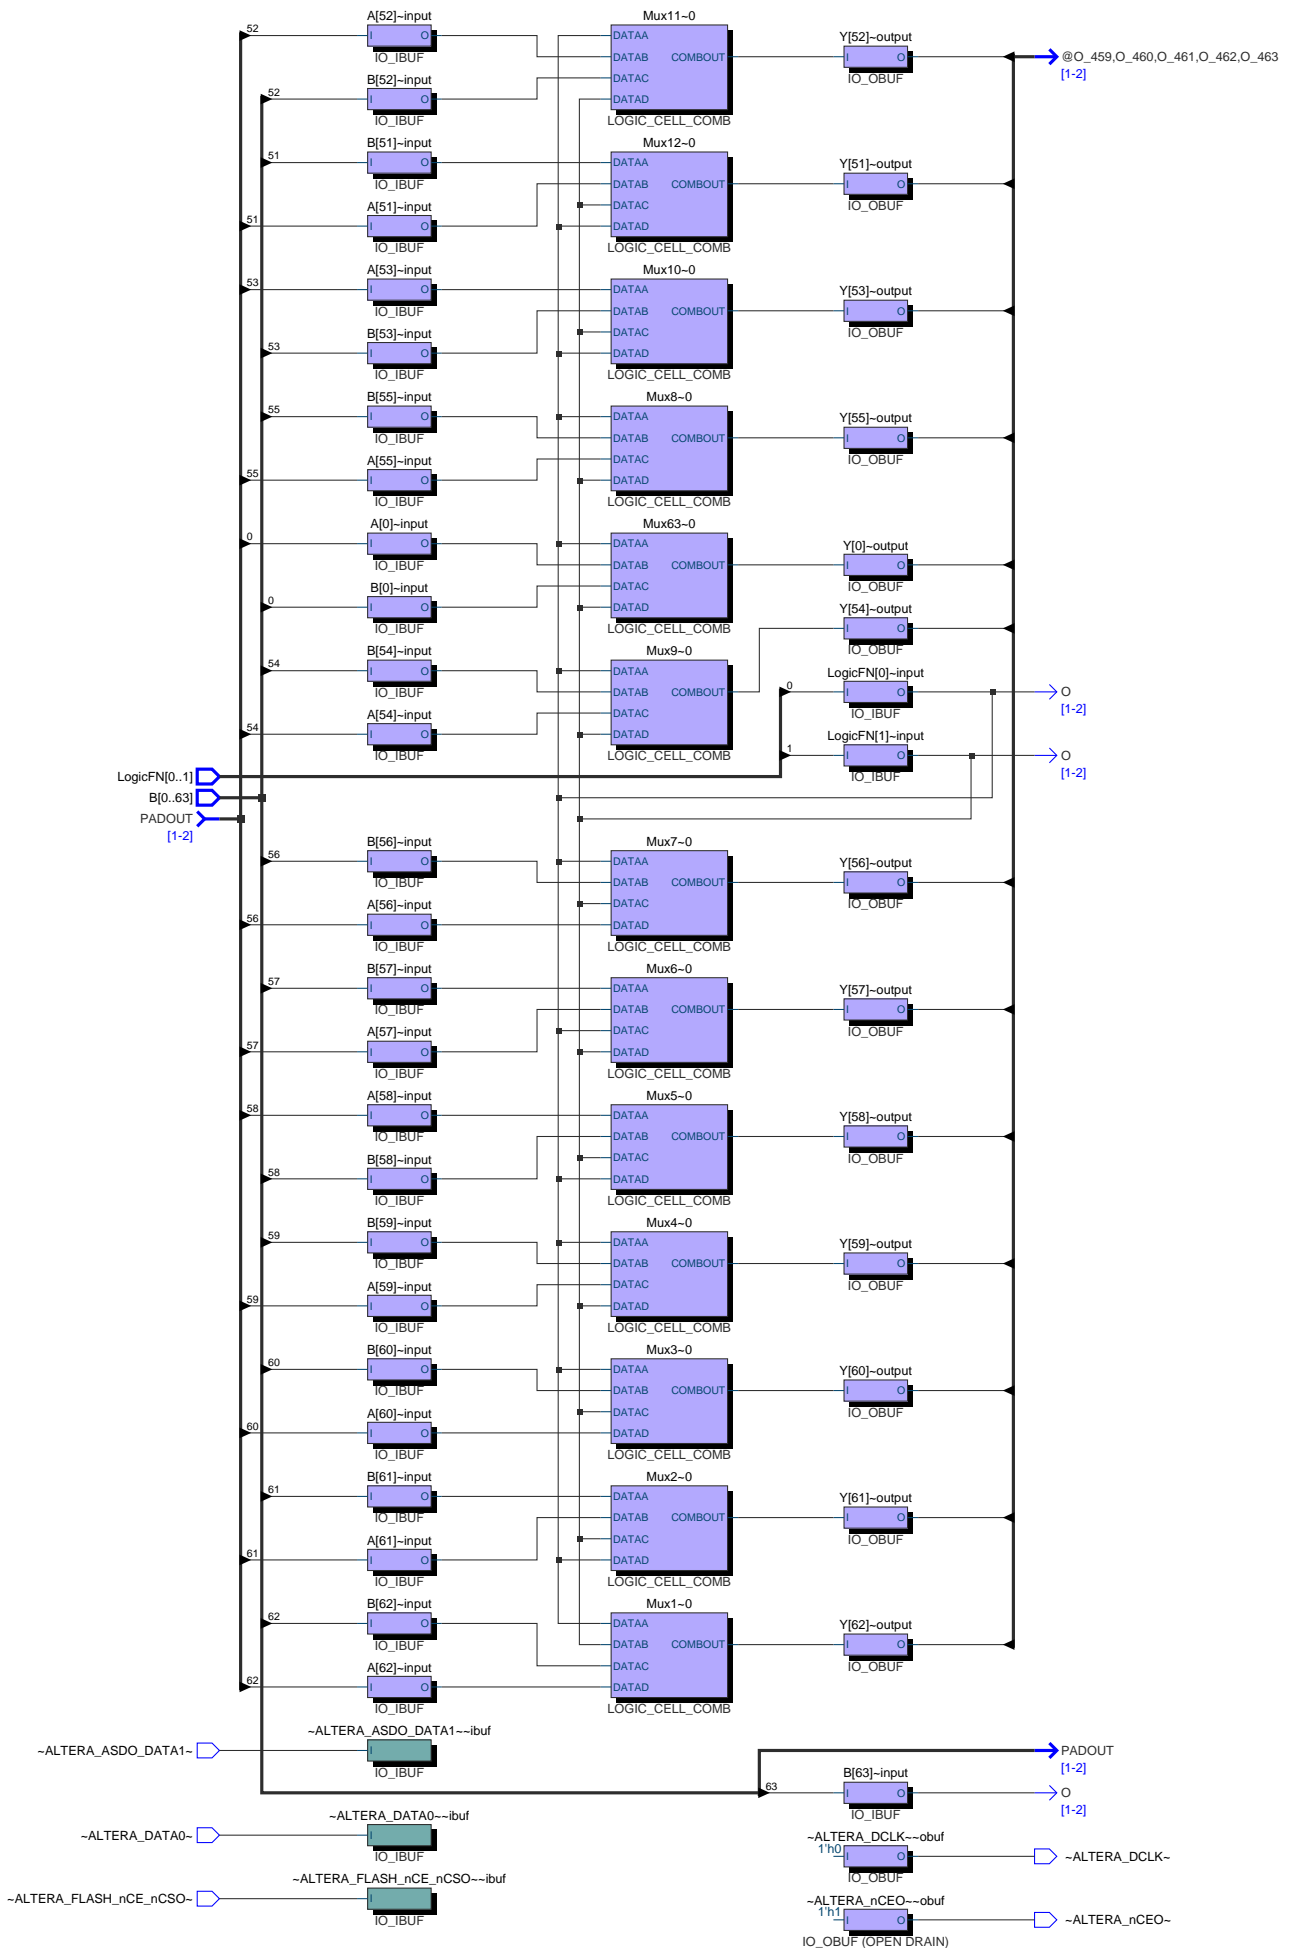 A[52]~input
52
I O
IO_IBUF
B[52]~input
52
I O
IO_IBUF
Mux11~0
DATAA
DATAB COMBOUT
DATAC
DATAD
LOGIC_CELL_COMB
Y[52]~output
I O
IO_OBUF
@O_459,O_460,O_461,O_462,O_463
[1-2]
B[51]~input
51
I O
IO_IBUF
A[51]~input
51
I O
IO_IBUF
Mux12~0
DATAA
DATAB COMBOUT
DATAC
DATAD
LOGIC_CELL_COMB
Y[51]~output
I O
IO_OBUF
A[53]~input
53
I O
IO_IBUF
B[53]~input
53
I O
IO_IBUF
Mux10~0
DATAA
DATAB COMBOUT
DATAC
DATAD
LOGIC_CELL_COMB
Y[53]~output
I O
IO_OBUF
B[55]~input
55
I O
IO_IBUF
A[55]~input
55
I O
IO_IBUF
Mux8~0
DATAA
DATAB COMBOUT
DATAC
DATAD
LOGIC_CELL_COMB
Y[55]~output
I O
IO_OBUF
A[0]~input
0
I O
IO_IBUF
B[0]~input
0
I O
IO_IBUF
Mux63~0
DATAA
DATAB COMBOUT
DATAC
DATAD
LOGIC_CELL_COMB
Y[0]~output
I O
IO_OBUF
Y[54]~output
I O
IO_OBUF
B[54]~input
54
I O
IO_IBUF
A[54]~input
54
I O
IO_IBUF
Mux9~0
DATAA
DATAB COMBOUT
DATAC
DATAD
LOGIC_CELL_COMB
LogicFN[0]~input
0
I O
IO_IBUF
O
[1-2]
LogicFN[1]~input
1
I O
IO_IBUF
O
[1-2]
LogicFN[0..1]
B[0..63]
PADOUT
[1-2]
B[56]~input
56
I O
IO_IBUF
A[56]~input
56
I O
IO_IBUF
Mux7~0
DATAA
DATAB COMBOUT
DATAC
DATAD
LOGIC_CELL_COMB
Y[56]~output
I O
IO_OBUF
B[57]~input
57
I O
IO_IBUF
A[57]~input
57
I O
IO_IBUF
Mux6~0
DATAA
DATAB COMBOUT
DATAC
DATAD
LOGIC_CELL_COMB
Y[57]~output
I O
IO_OBUF
A[58]~input
58
I O
IO_IBUF
B[58]~input
58
I O
IO_IBUF
Mux5~0
DATAA
DATAB COMBOUT
DATAC
DATAD
LOGIC_CELL_COMB
Y[58]~output
I O
IO_OBUF
B[59]~input
59
I O
IO_IBUF
A[59]~input
59
I O
IO_IBUF
Mux4~0
DATAA
DATAB COMBOUT
DATAC
DATAD
LOGIC_CELL_COMB
Y[59]~output
I O
IO_OBUF
B[60]~input
60
I O
IO_IBUF
A[60]~input
60
I O
IO_IBUF
Mux3~0
DATAA
DATAB COMBOUT
DATAC
DATAD
LOGIC_CELL_COMB
Y[60]~output
I O
IO_OBUF
B[61]~input
61
I O
IO_IBUF
A[61]~input
61
I O
IO_IBUF
Mux2~0
DATAA
DATAB COMBOUT
DATAC
DATAD
LOGIC_CELL_COMB
Y[61]~output
I O
IO_OBUF
B[62]~input
62
I O
IO_IBUF
A[62]~input
62
I O
IO_IBUF
Mux1~0
DATAA
DATAB COMBOUT
DATAC
DATAD
LOGIC_CELL_COMB
Y[62]~output
I O
IO_OBUF
~ALTERA_ASDO_DATA1~
~ALTERA_ASDO_DATA1~~ibuf
I
IO_IBUF
PADOUT
[1-2]
B[63]~input
63
I O
IO_IBUF
O
[1-2]
~ALTERA_DATA0~
~ALTERA_DATA0~~ibuf
I
IO_IBUF
~ALTERA_DCLK~~obuf
1'h0
I O
IO_OBUF
~ALTERA_DCLK~
~ALTERA_FLASH_nCE_nCSO~
~ALTERA_FLASH_nCE_nCSO~~ibuf
I
IO_IBUF
~ALTERA_nCEO~~obuf
1'h1
I O
IO_OBUF (OPEN DRAIN)
~ALTERA_nCEO~